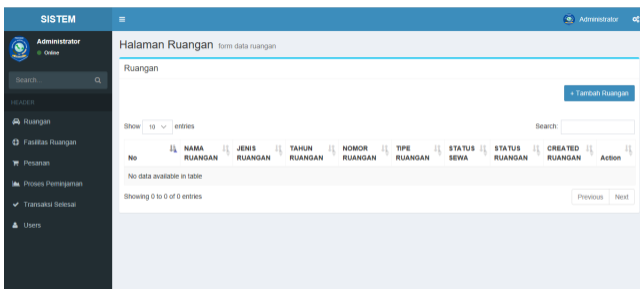 SISTEM
Administrator
Administrator
Online
Halaman Ruangan form data ruangan
Search...
HEADER
Ruangan
Fasilitas Ruangan
Pesanan
Proses Peminjaman
Transaksi Selesai
Users
Ruangan
+ Tambah Ruangan
Show 10 entries
Search:
No NAMA RUANGAN JENIS RUANGAN TAHUN RUANGAN NOMOR RUANGAN TIPE RUANGAN STATUS SEWA STATUS RUANGAN CREATED RUANGAN Action
No data available in table
Showing 0 to 0 of 0 entries
Previous Next